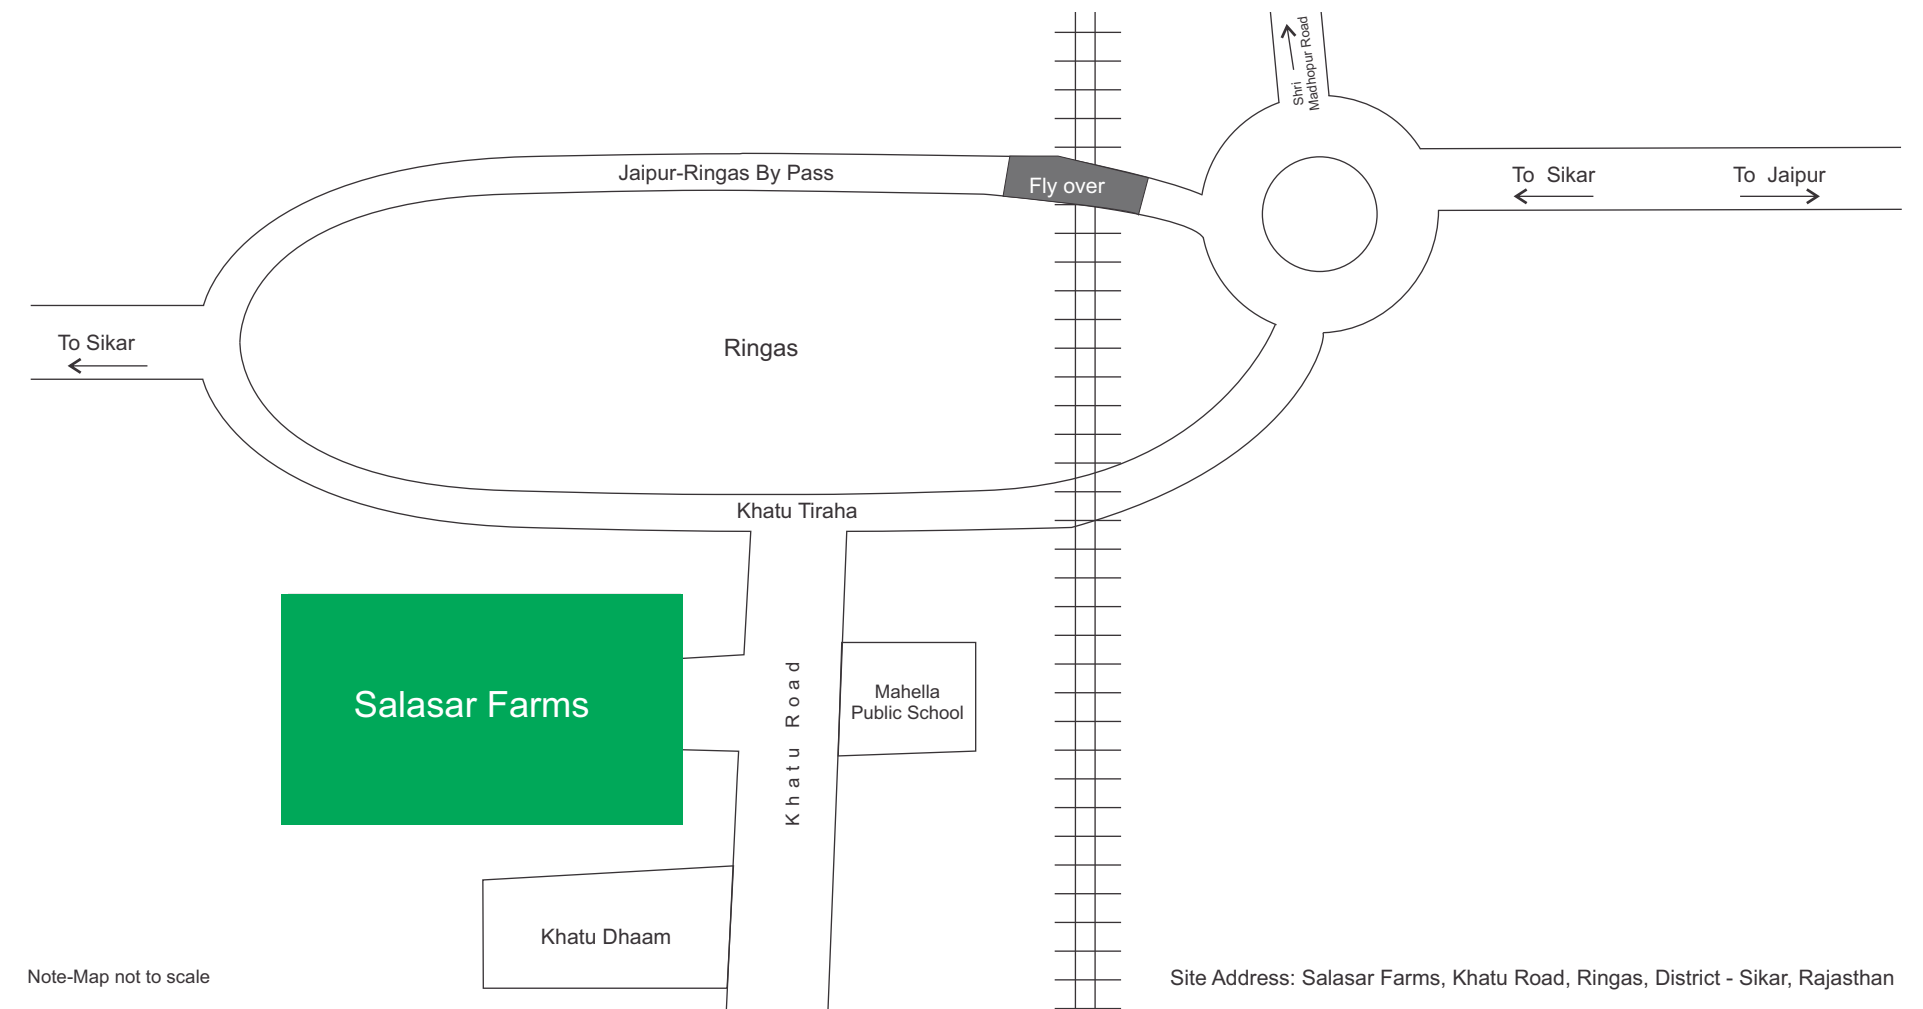 Shri
Madhopur Road
Jaipur-Ringas By Pass
Fly over
To Sikar
To Jaipur
To Sikar
Ringas
Khatu Tiraha
Salasar Farms
Khatu Road
Mahella
Public School
Khatu Dhaam
Note-Map not to scale
Site Address: Salasar Farms, Khatu Road, Ringas, District - Sikar, Rajasthan